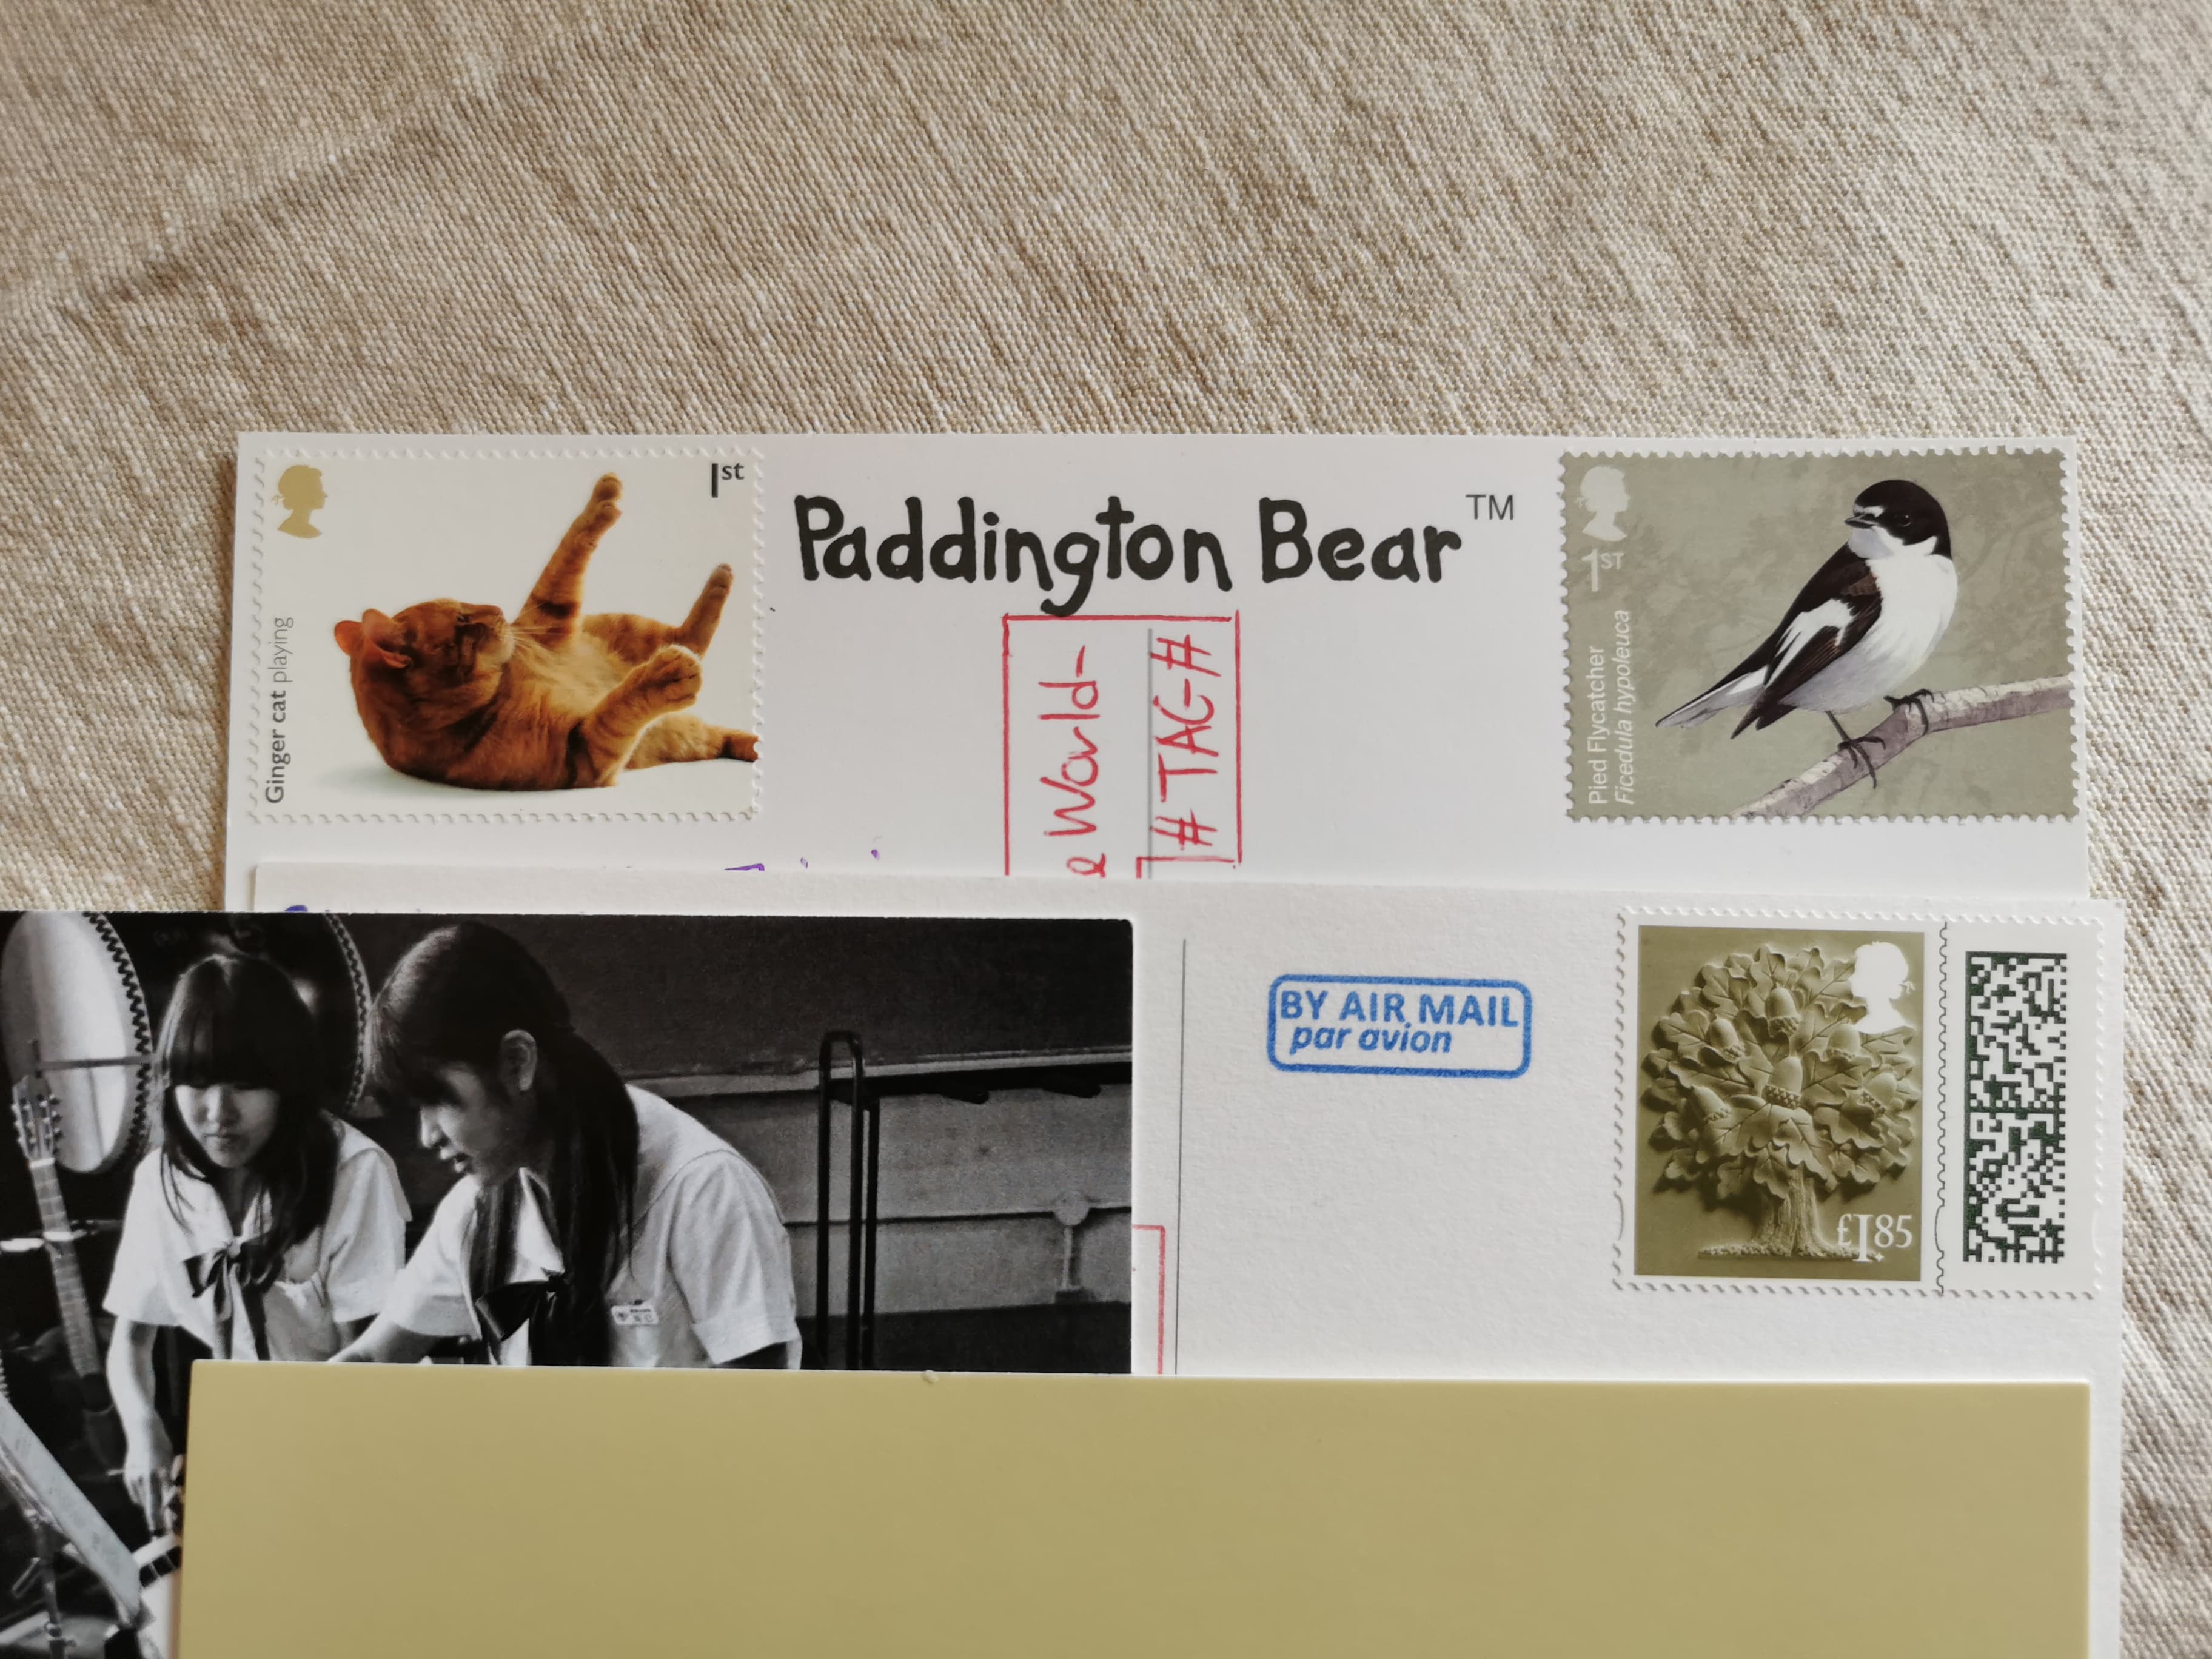 1st
Ginger cat playing
Paddington Bear™
World-
# TAG #
1ST
Pied Flycatcher
Ficedula hypoleuca
BY AIR MAIL
par avion
£1.85